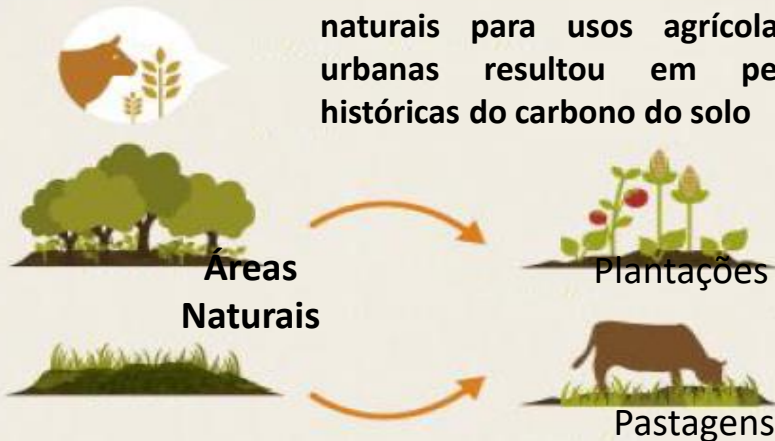 naturais para usos agrícola
urbanas resultou em pe
históricas do carbono do solo
Áreas
Naturais
Plantações
Pastagens